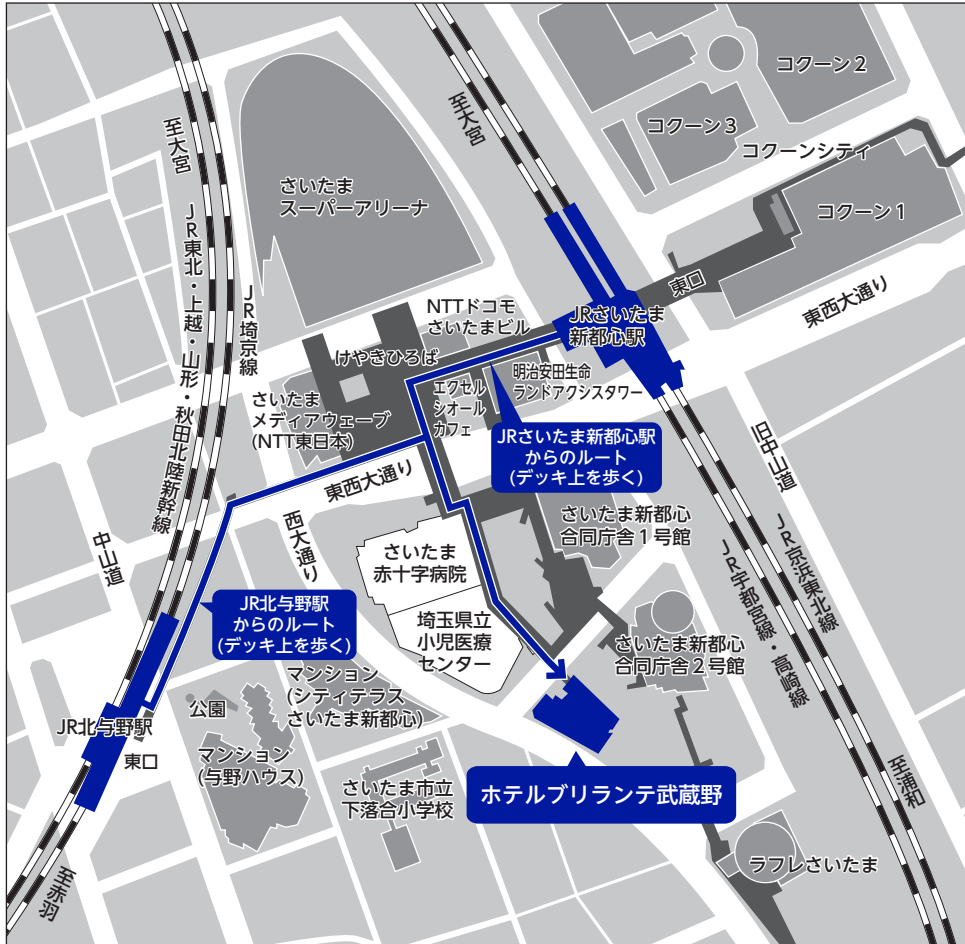 コクーン2
コクーン3
コクーンシティ
コクーン1
至大宮
至大宮
さいたま
スーパーアリーナ
JR東北・上越・山形・秋田北陸新幹線
JR埼京線
NTTドコモ
さいたまビル
JRさいたま
新都心駅
東口
東西大通り
けやきひろば
明治安田生命
ランドアクシスタワー
エクセル
シオール
カフェ
さいたま
メディアウェーブ
(NTT東日本)
JRさいたま新都心駅
からのルート
(デッキ上を歩く)
東西大通り
旧中山道
中山道
西大通り
さいたま新都心
合同庁舎1号館
さいたま
赤十字病院
JR京浜東北線
JR宇都宮線・高崎線
JR北与野駅
からのルート
(デッキ上を歩く)
埼玉県立
小児医療
センター
さいたま新都心
合同庁舎2号館
マンション
(シティテラス
さいたま新都心)
公園
JR北与野駅
東口
マンション
(与野ハウス)
さいたま市立
下落合小学校
ホテルブリランテ武蔵野
至浦和
ラフレさいたま
至赤羽